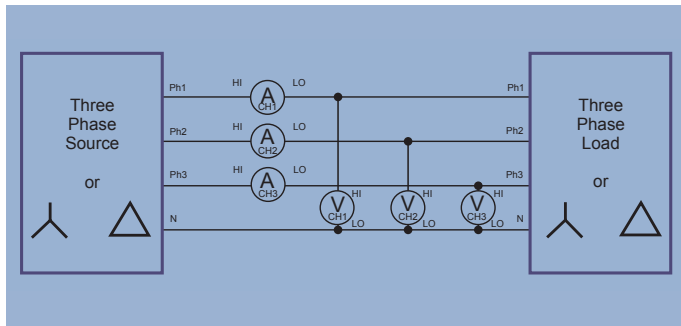 Three
Phase
Source
or
Ph1
HI
A
CH1
LO
Ph1
Ph2
HI
A
CH2
LO
Ph2
Ph3
HI
A
CH3
LO
Ph3
N
V
CH1
HI
LO
V
CH2
HI
LO
V
CH3
HI
LO
N
Three
Phase
Load
or